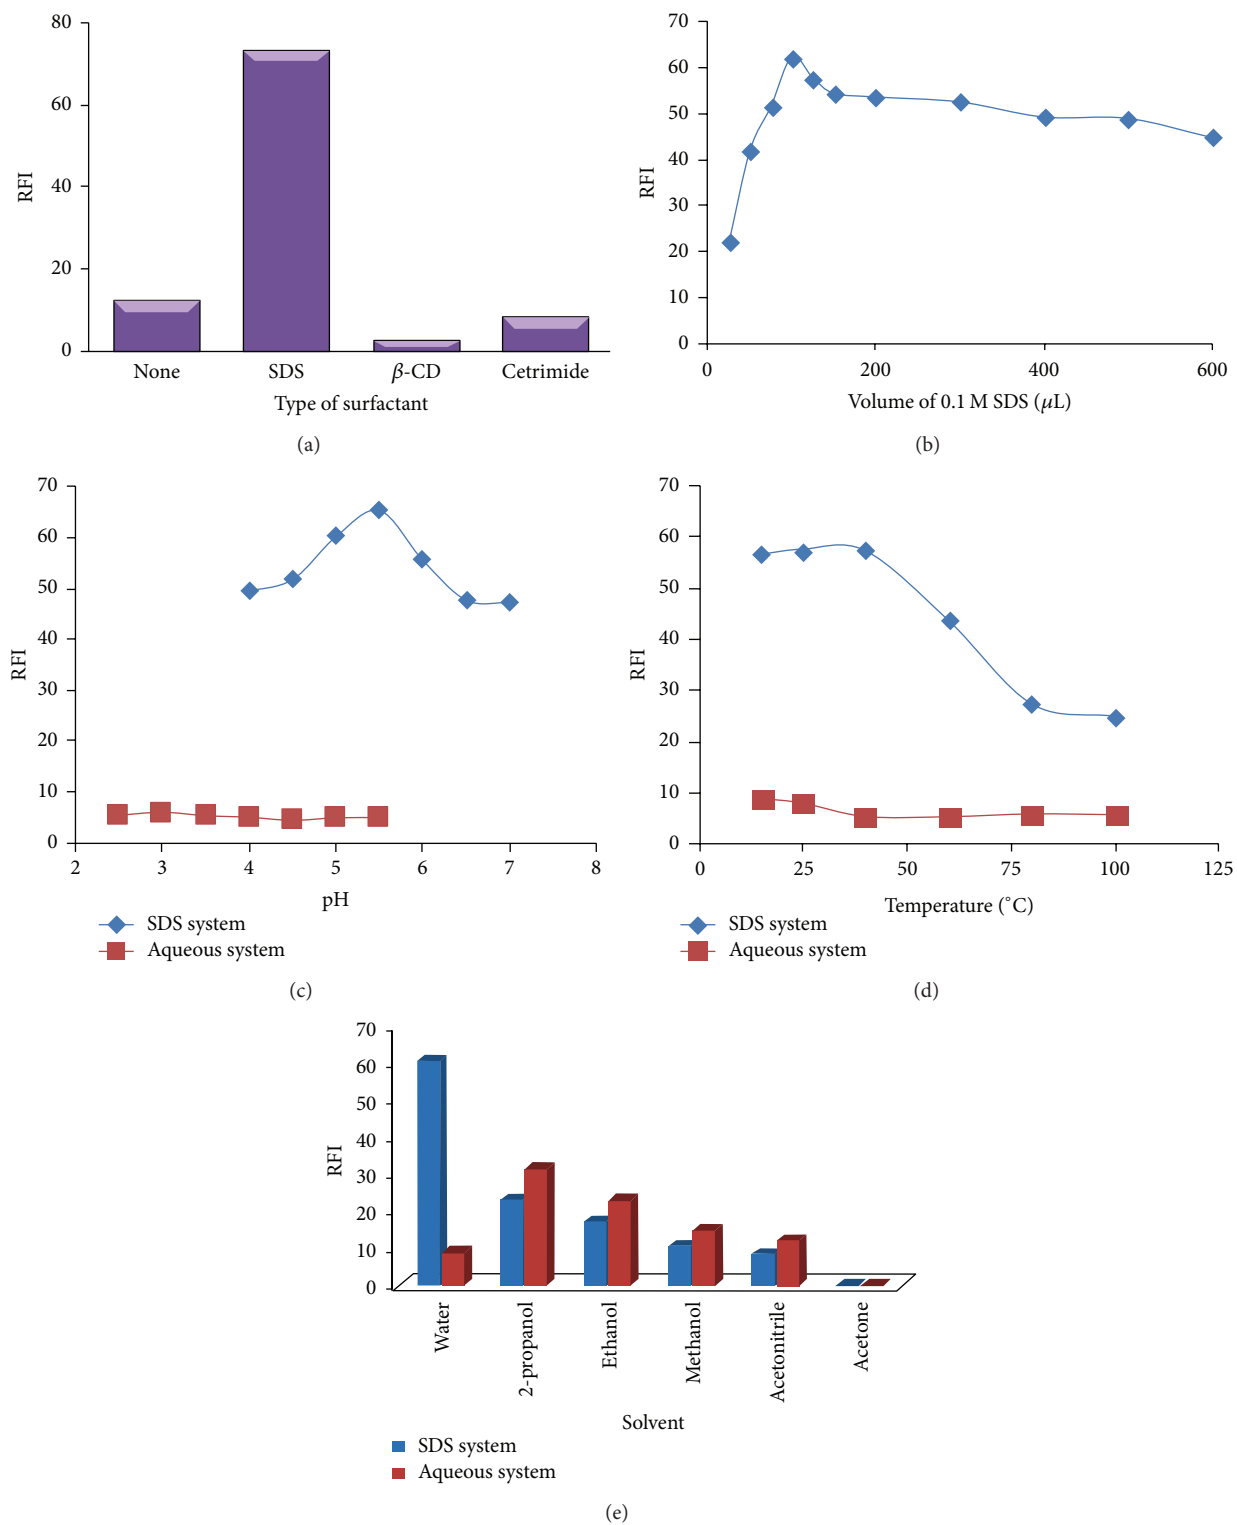 80
60
40
20
0
RFI
None SDS β-CD Cetrimide
Type of surfactant
(a)
70
60
50
40
30
20
10
0
RFI
0 200 400 600
Volume of 0.1 M SDS (μL)
(b)
70
60
50
40
30
20
10
0
RFI
2 3 4 5 6 7 8
pH
SDS system
Aqueous system
(c)
70
60
50
40
30
20
10
0
RFI
0 25 50 75 100 125
Temperature (°C)
SDS system
Aqueous system
(d)
70
60
50
40
30
20
10
0
RFI
Water
2-propanol
Ethanol
Methanol
Acetonitrile
Acetone
Solvent
SDS system
Aqueous system
(e)